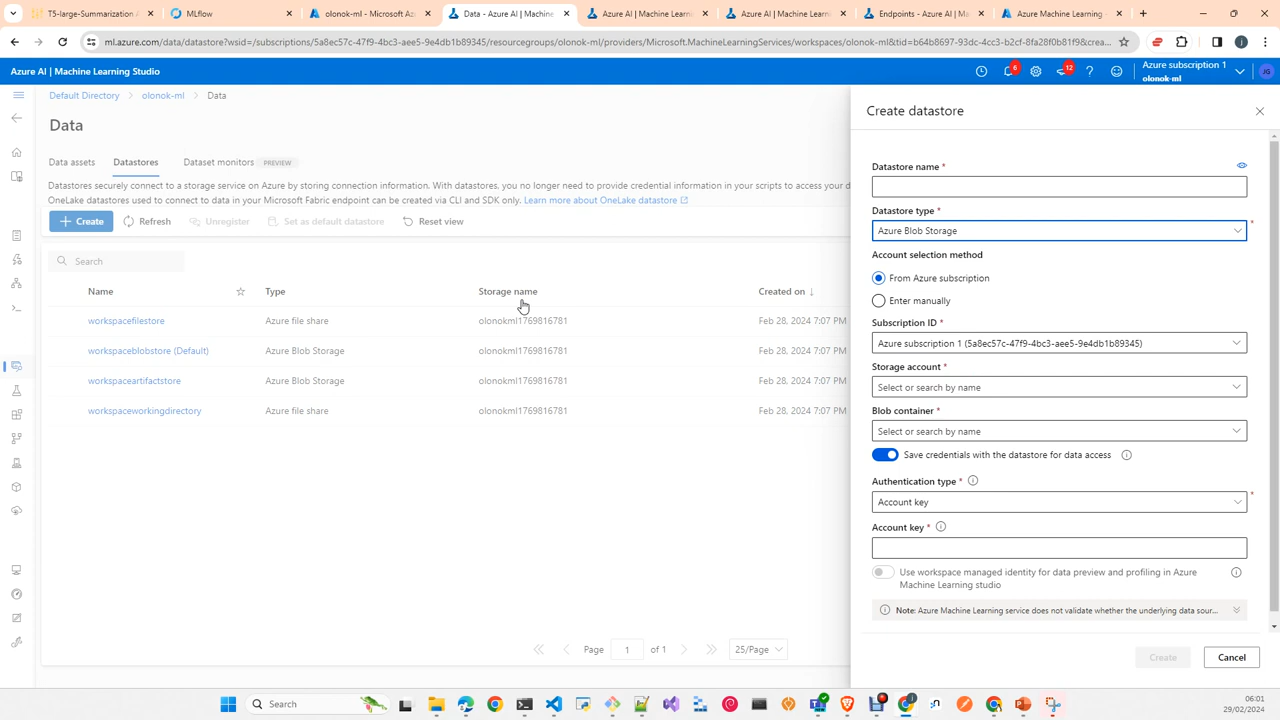 T5-large-Summarization
MLflow
olonok-ml - Microsoft Az
Data - Azure AI | Machine
Azure AI | Machine Learni
Azure AI | Machine Learni
Endpoints - Azure AI | Ma
Azure Machine Learning
ml.azure.com/data/datastore?wsid=/subscriptions/5a8ec57c-47f9-4bc3-aee5-9e4db1b89345/resourcegroups/olonok-ml/providers/Microsoft.MachineLearningServices/workspaces/olonok-ml&tid=b64b8697-93dc-4cc3-b2cf-8fa28f0b81f9&crea...
Azure AI | Machine Learning Studio
6
12
Azure subscription 1
olonok-ml
JG
Default Directory > olonok-ml > Data
Data
Data assets
Datastores
Dataset monitors PREVIEW
Datastores securely connect to a storage service on Azure by storing connection information. With datastores, you no longer need to provide credential information in your scripts to access your d
OneLake datastores used to connect to data in your Microsoft Fabric endpoint can be created via CLI and SDK only. Learn more about OneLake datastore
Create
Refresh
Unregister
Set as default datastore
Reset view
Search
Name Type Storage name Created on ↓
workspacefilestore Azure file share olonokml1769816781 Feb 28, 2024 7:07 PM
workspaceblobstore (Default) Azure Blob Storage olonokml1769816781 Feb 28, 2024 7:07 PM
workspaceartifactstore Azure Blob Storage olonokml1769816781 Feb 28, 2024 7:07 PM
workspaceworkingdirectory Azure file share olonokml1769816781 Feb 28, 2024 7:07 PM
Page 1 of 1 25/Page
Create datastore
Datastore name *
Datastore type *
Azure Blob Storage
Account selection method
From Azure subscription
Enter manually
Subscription ID *
Azure subscription 1 (5a8ec57c-47f9-4bc3-aee5-9e4db1b89345)
Storage account *
Select or search by name
Blob container *
Select or search by name
Save credentials with the datastore for data access
Authentication type *
Account key
Account key *
Use workspace managed identity for data preview and profiling in Azure
Machine Learning studio
Note: Azure Machine Learning service does not validate whether the underlying data sour...
Create
Cancel
Search
06:01
29/02/2024